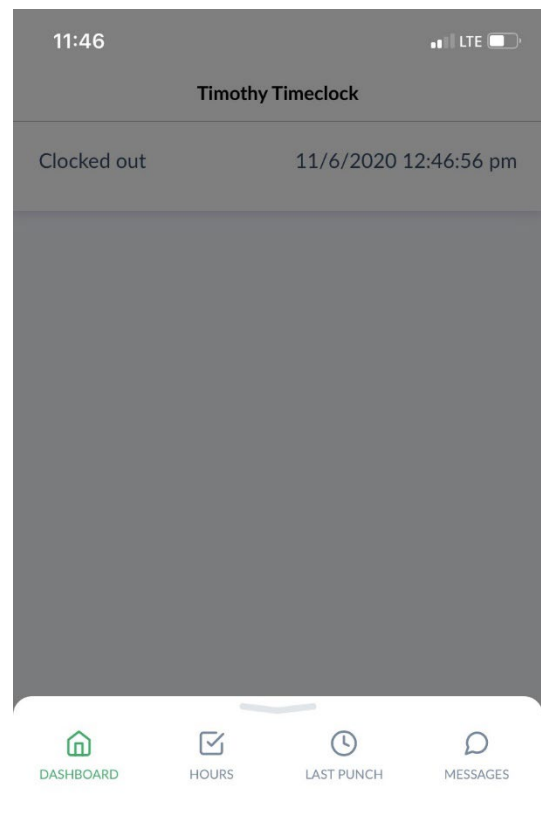 11:46 LTE
Timothy Timeclock
Clocked out 11/6/2020 12:46:56 pm
DASHBOARD HOURS LAST PUNCH MESSAGES